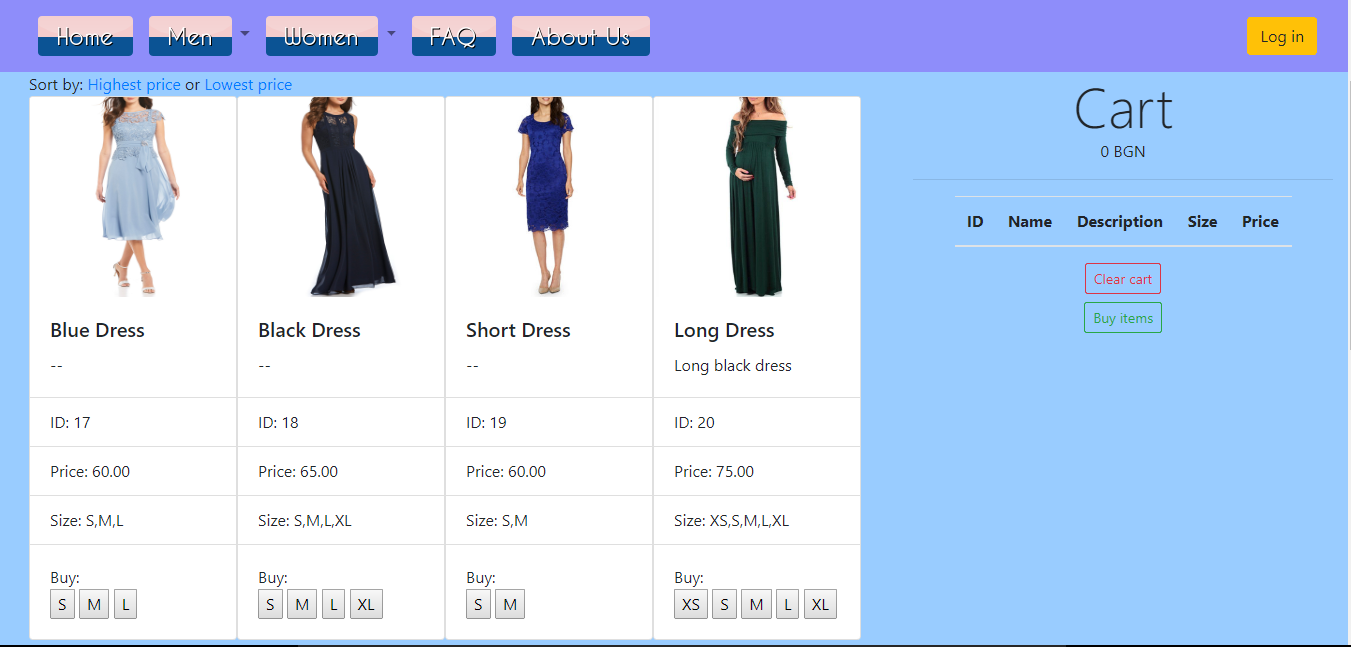 Home Men Women FAQ About Us Log in
Sort by: Highest price or Lowest price
Blue Dress
--
ID: 17
Price: 60.00
Size: S,M,L
Buy:
S M L
Black Dress
--
ID: 18
Price: 65.00
Size: S,M,L,XL
Buy:
S M L XL
Short Dress
--
ID: 19
Price: 60.00
Size: S,M
Buy:
S M
Long Dress
Long black dress
ID: 20
Price: 75.00
Size: XS,S,M,L,XL
Buy:
XS S M L XL
Cart
0 BGN
ID Name Description Size Price
Clear cart
Buy items